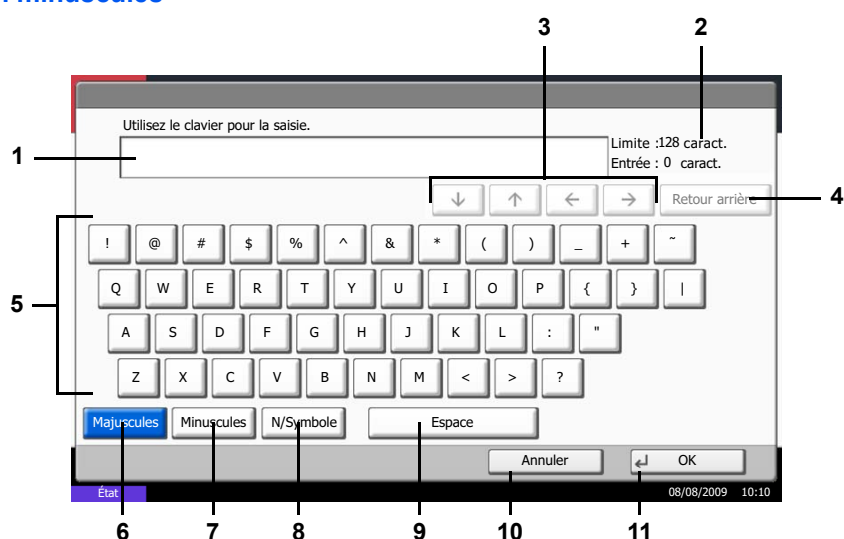 minuscules
3 2
Utilisez le clavier pour la saisie.
Limite :128 caract.
1
Entrée : 0 caract.
↓ ↑ ← → Retour arrière 4
! @ # $ % ^ & * ( ) _ + ~
Q W E R T Y U I O P { } |
5
A S D F G H J K L : "
Z X C V B N M < > ?
Majuscules Minuscules N/Symbole Espace
Annuler OK
État 08/08/2009 10:10
6 7 8 9 10 11